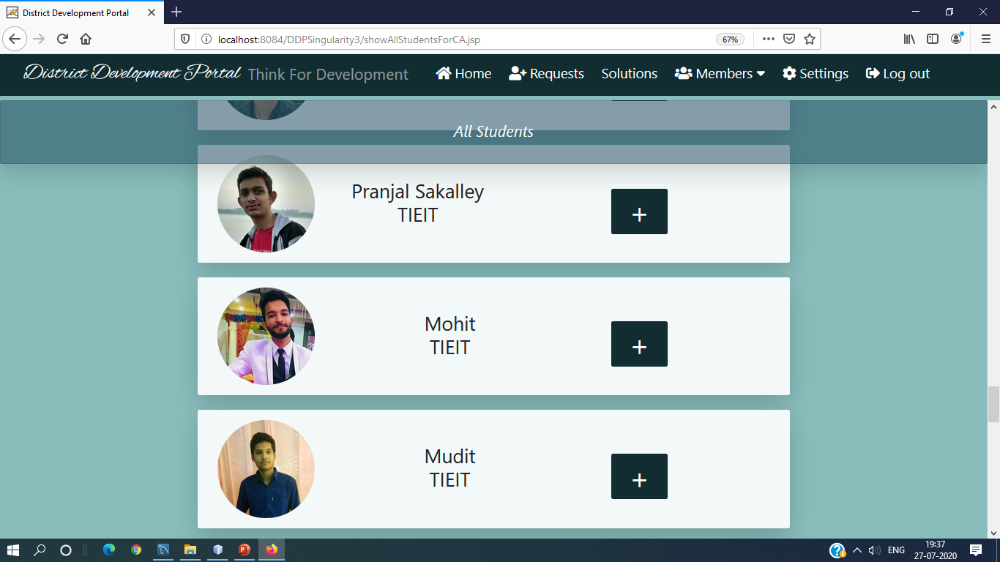 District Development Portal
localhost:8084/DDPSingularity3/showAllStudentsForCA.jsp
67%
District Development Portal Think For Development Home Requests Solutions Members Settings Log out
All Students
Pranjal Sakalley
TIEIT
+
Mohit
TIEIT
+
Mudit
TIEIT
+
ENG
19:37
27-07-2020